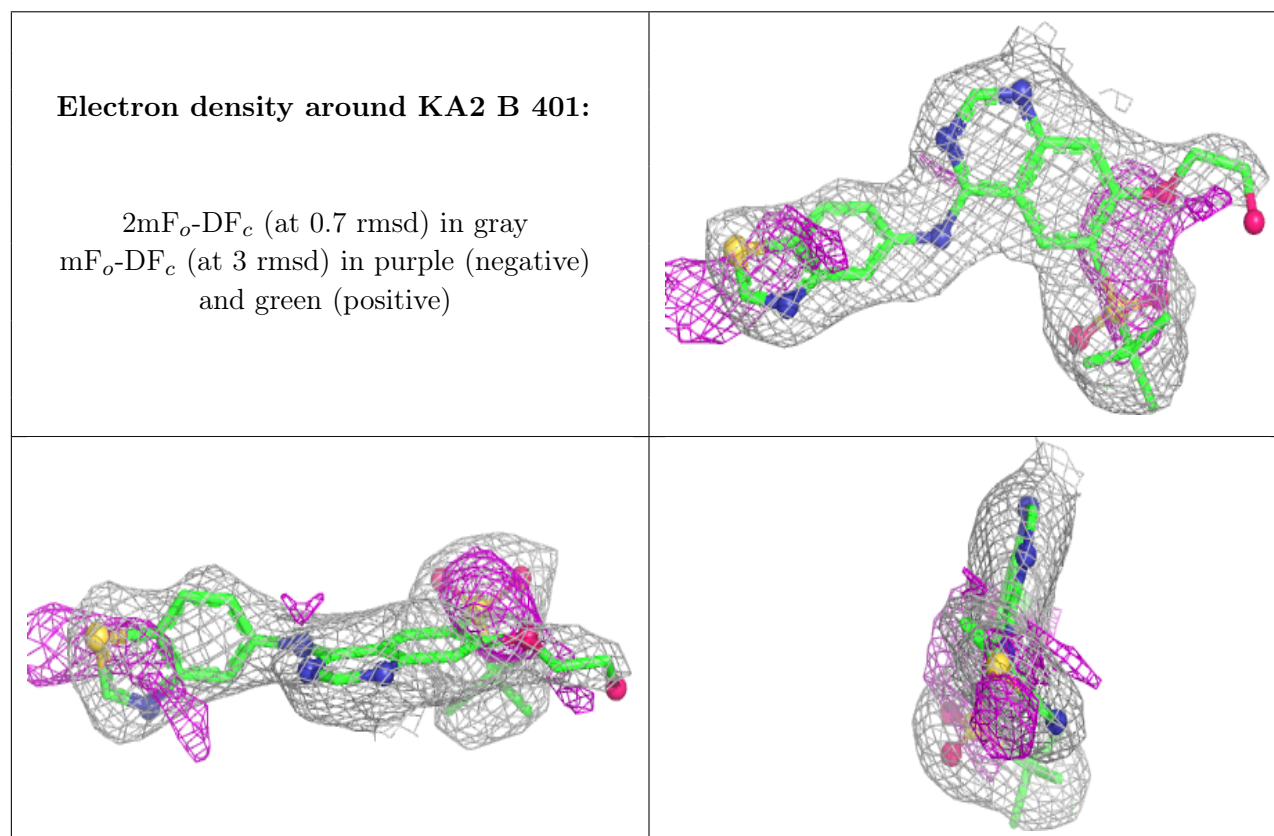 Electron density around KA2 B 401:
2mFₒ-DF𝒸 (at 0.7 rmsd) in gray
mFₒ-DF𝒸 (at 3 rmsd) in purple (negative)
and green (positive)